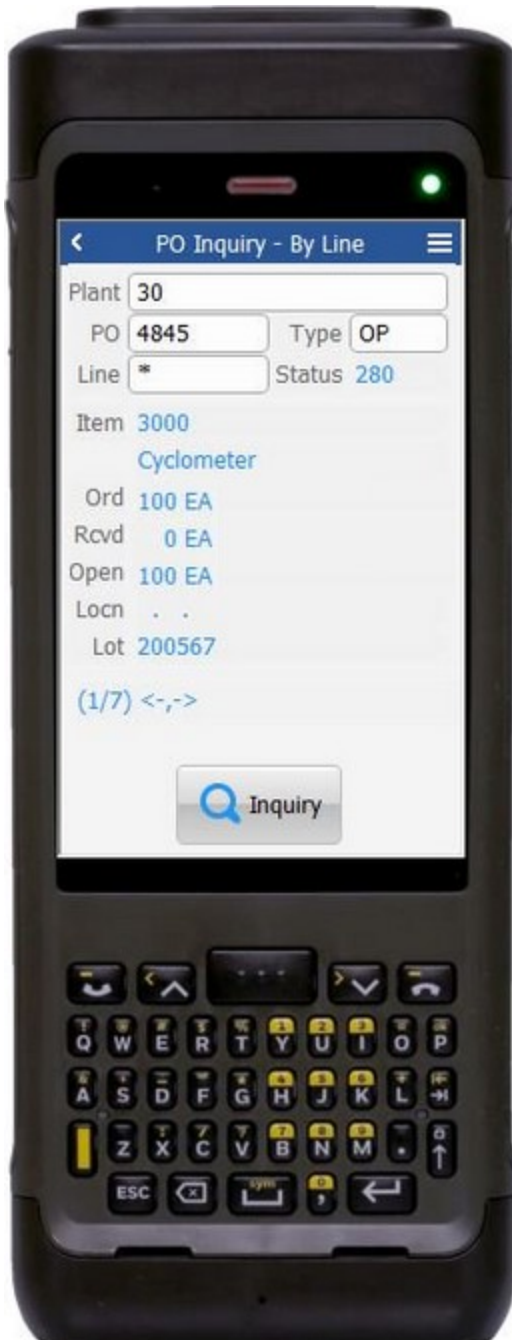 PO Inquiry - By Line
Plant 30
PO 4845 Type OP
Line * Status 280
Item 3000
Cyclometer
Ord 100 EA
Rcvd 0 EA
Open 100 EA
Locn . .
Lot 200567
(1/7) <-,->
Inquiry
Q W E R T Y U I O P
A S D F G H J K L
Z X C V B N M .
ESC sym ,